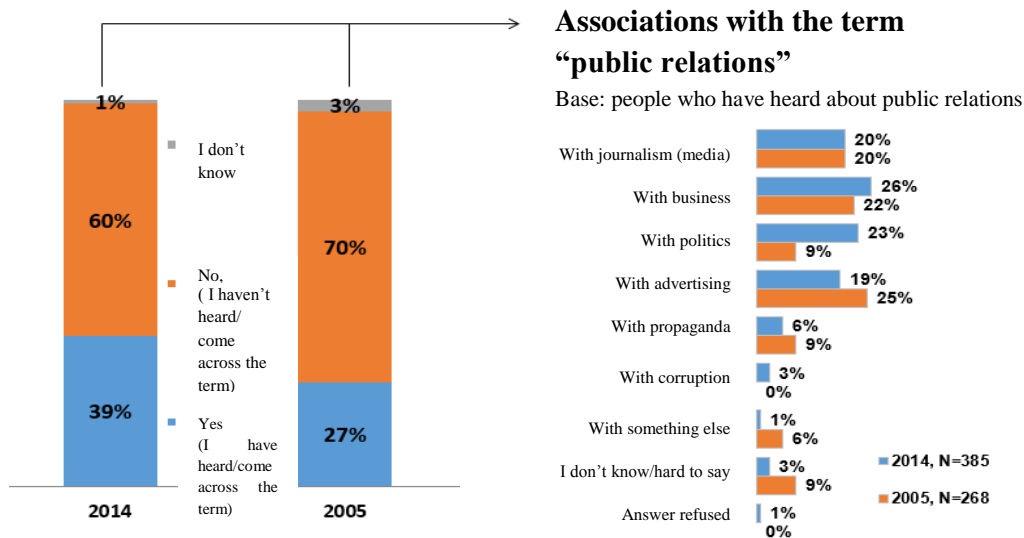 Associations with the term
“public relations”
Base: people who have heard about public relations
1%
60%
39%
2014
3%
70%
27%
2005
I don’t
know
No,
( I haven’t
heard/
come
across the
term)
Yes
(I have
heard/come
across the
term)
With journalism (media)
20%
20%
With business
26%
22%
With politics
23%
9%
With advertising
19%
25%
With propaganda
6%
9%
With corruption
3%
0%
With something else
1%
6%
I don’t know/hard to say
3%
9%
Answer refused
1%
0%
2014, N=385
2005, N=268